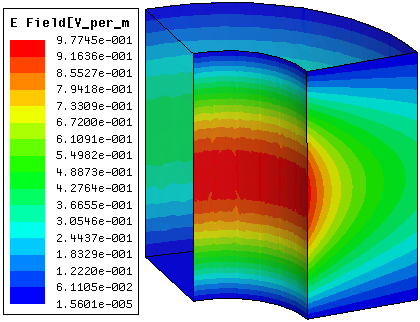 E Field[V_per_m
9.7745e-001
9.1636e-001
8.5527e-001
7.9418e-001
7.3309e-001
6.7200e-001
6.1091e-001
5.4982e-001
4.8873e-001
4.2764e-001
3.6655e-001
3.0546e-001
2.4437e-001
1.8329e-001
1.2220e-001
6.1105e-002
1.5601e-005